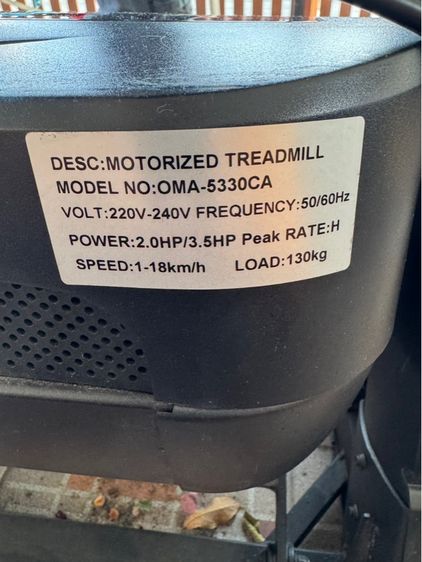 DESC:MOTORIZED TREADMILL
MODEL NO:OMA-5330CA
VOLT:220V-240V FREQUENCY:50/60Hz
POWER:2.0HP/3.5HP Peak RATE:H
SPEED:1-18km/h LOAD:130kg